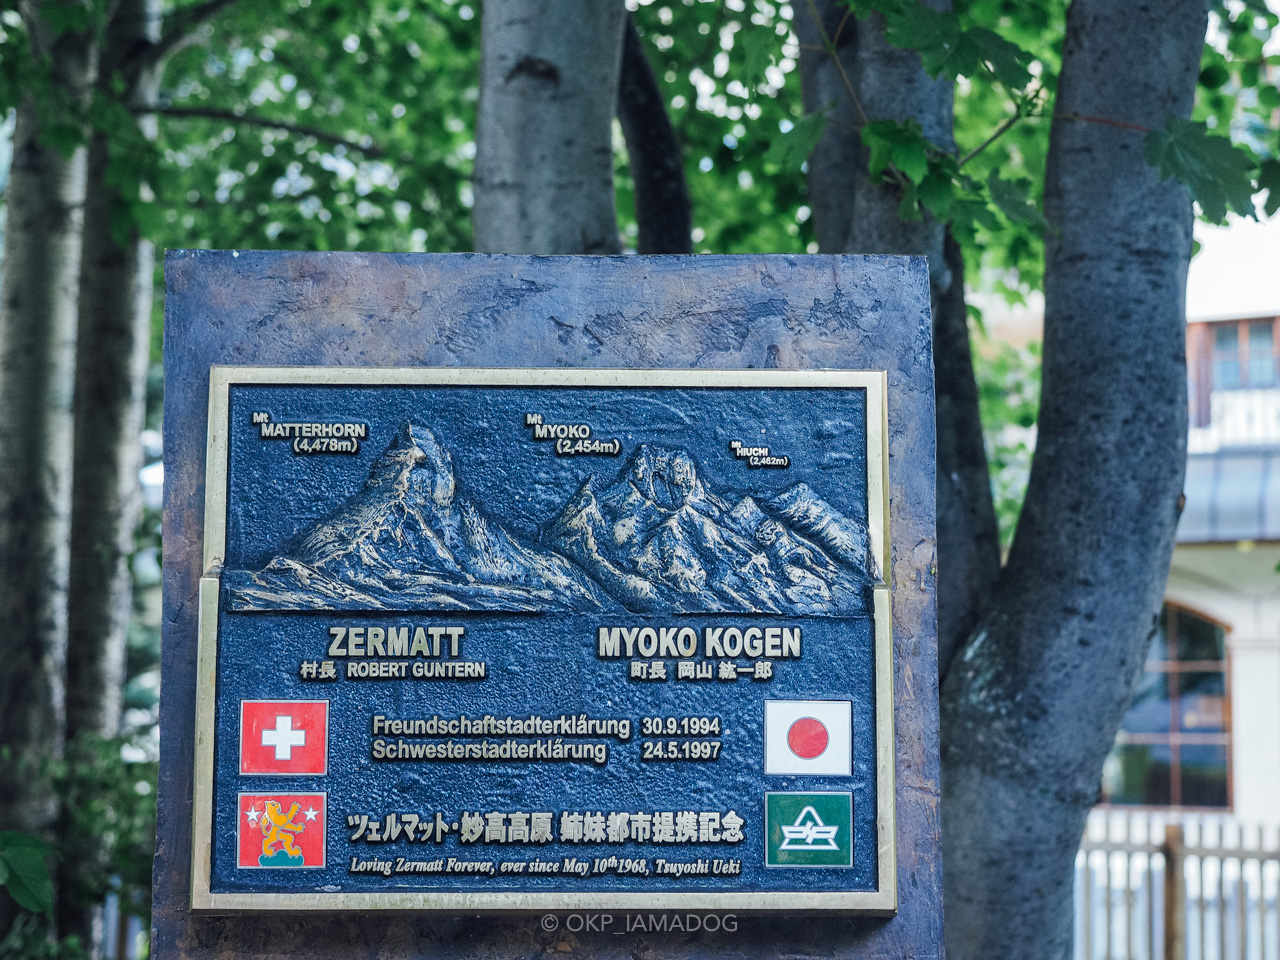 Mt
MATTERHORN
(4,478m)
Mt
MYOKO
(2,454m)
Mt
HIUCHI
(2,462m)
ZERMATT
村長 ROBERT GUNTERN
MYOKO KOGEN
町長 岡山 紘一郎
Freundschaftstadterklárung 30.9.1994
Schwesterstadterklárung 24.5.1997
ツェルマット・妙高高原 姉妹都市提携記念
Loving Zermatt Forever, ever since May 10th 1968, Tsuyoshi Ueki
© OKP_IAMADOG